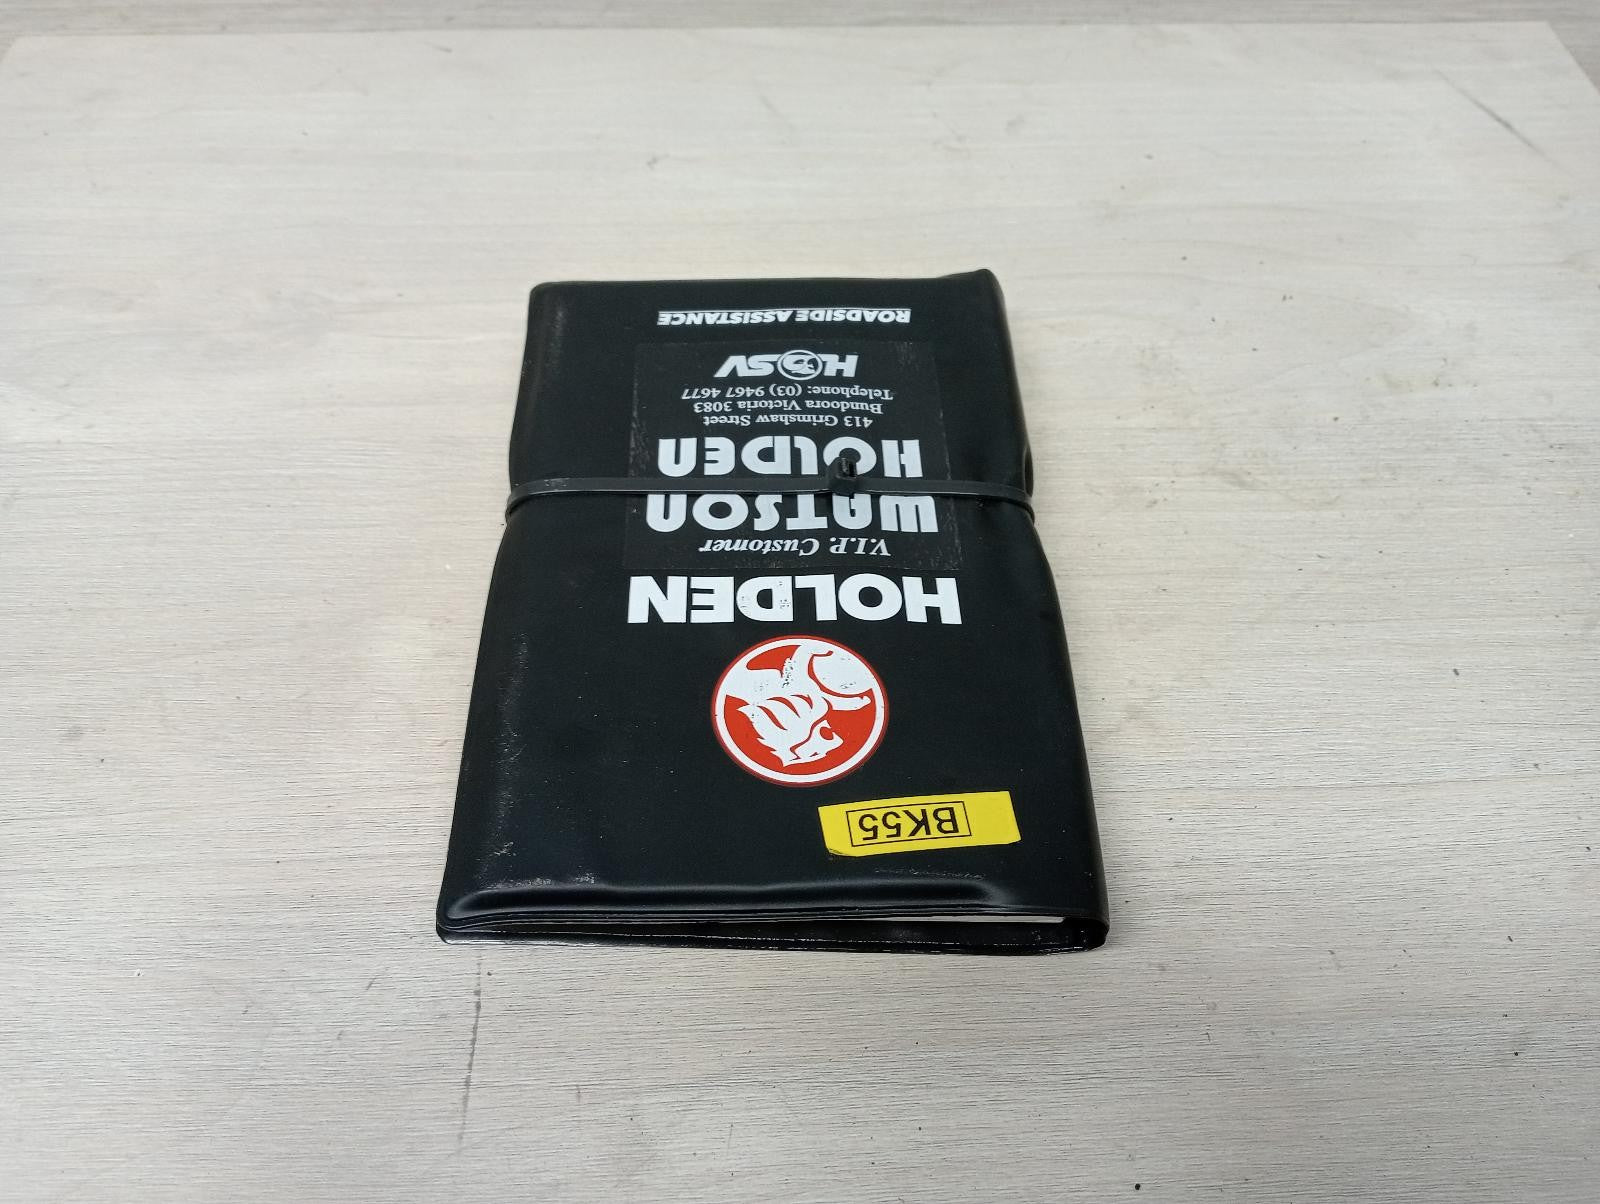 BK55
HOLDEN
V.I.P. Customer
WATSON
HOLDEN
413 Grimshaw Street
Bundoora Victoria 3083
Telephone: (03) 9467 4677
HSV
ROADSIDE ASSISTANCE